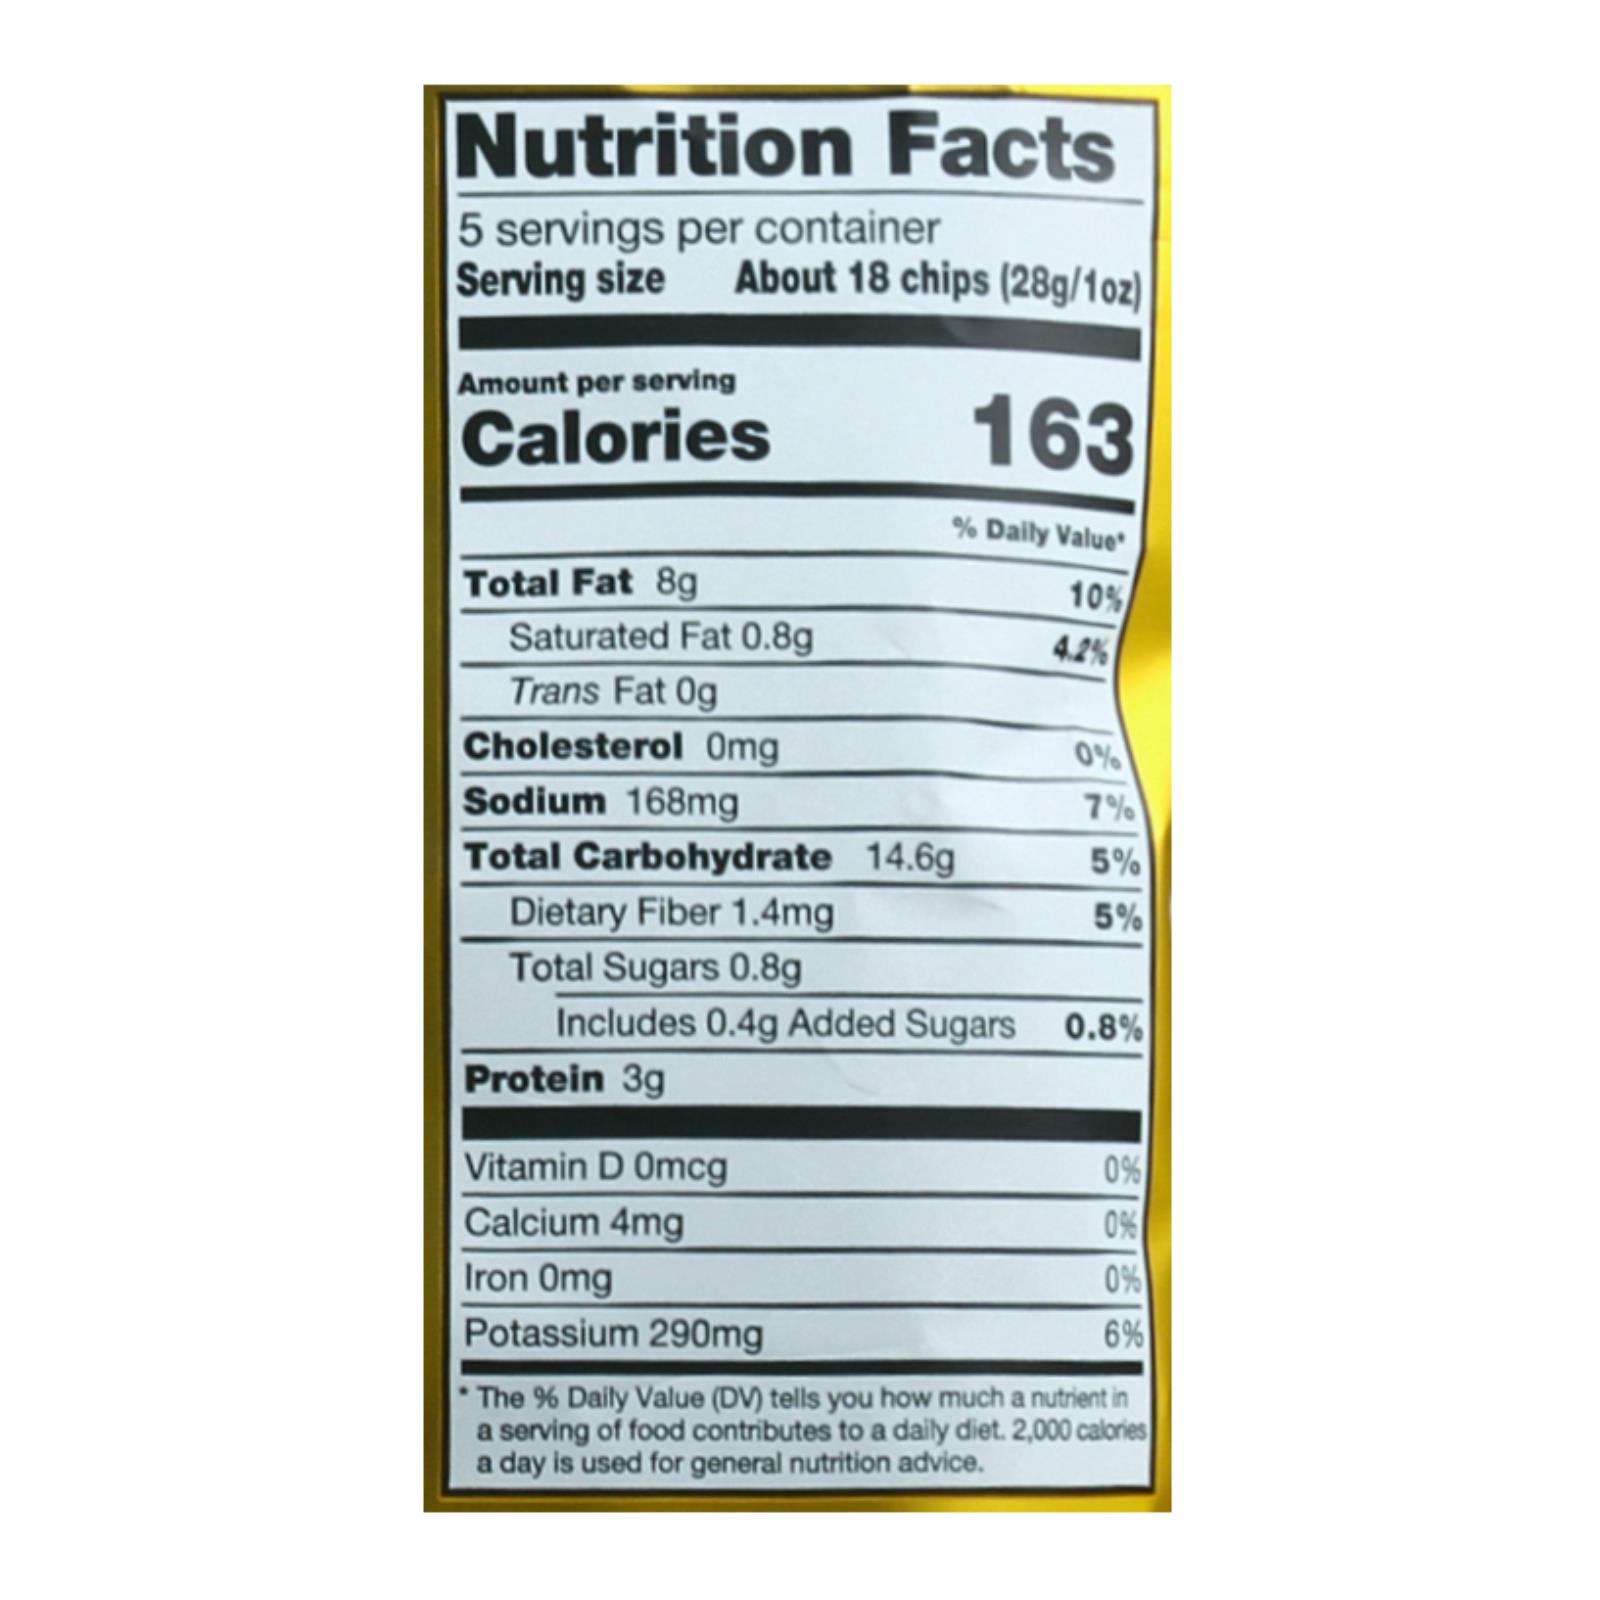 Nutrition Facts
5 servings per container
Serving size About 18 chips (28g/1oz)
Amount per serving
Calories 163
% Daily Value*
Total Fat 8g 10%
Saturated Fat 0.8g 4.2%
Trans Fat 0g
Cholesterol 0mg 0%
Sodium 168mg 7%
Total Carbohydrate 14.6g 5%
Dietary Fiber 1.4mg 5%
Total Sugars 0.8g
Includes 0.4g Added Sugars 0.8%
Protein 3g
Vitamin D 0mcg 0%
Calcium 4mg 0%
Iron 0mg 0%
Potassium 290mg 6%
* The % Daily Value (DV) tells you how much a nutrient in
a serving of food contributes to a daily diet. 2,000 calories
a day is used for general nutrition advice.